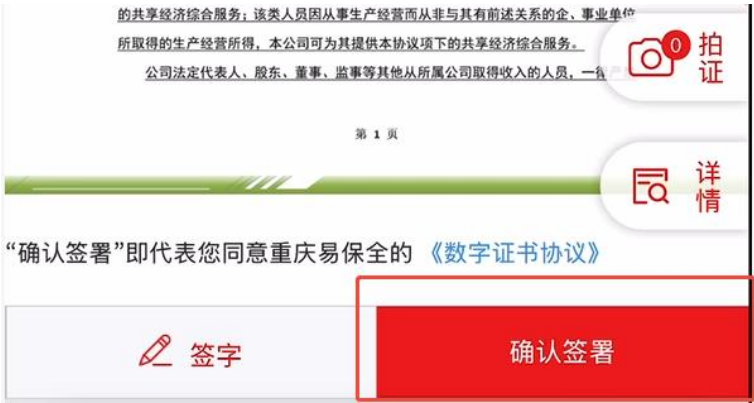 的共享经济综合服务；该类人员因从事生产经营而从非与其有前述关系的企、事业单位
所取得的生产经营所得，本公司可为其提供本协议项下的共享经济综合服务。
公司法定代表人、股东、董事、监事等其他从所属公司取得收入的人员，一律
0
拍证
第 1 页
详情
“确认签署”即代表您同意重庆易保全的 《数字证书协议》
签字
确认签署